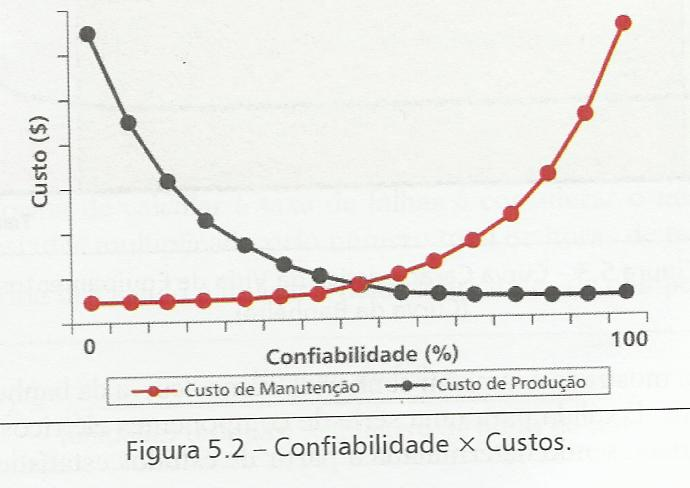 Custo ($)
0
100
Confiabilidade (%)
Custo de Manutenção Custo de Produção
Figura 5.2 – Confiabilidade × Custos.